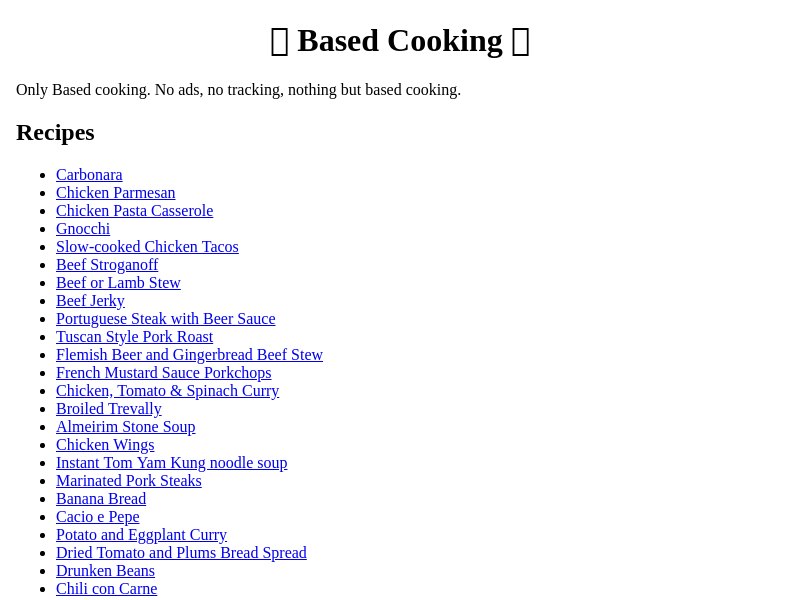 Based Cooking
Only Based cooking. No ads, no tracking, nothing but based cooking.
Recipes
Carbonara
Chicken Parmesan
Chicken Pasta Casserole
Gnocchi
Slow-cooked Chicken Tacos
Beef Stroganoff
Beef or Lamb Stew
Beef Jerky
Portuguese Steak with Beer Sauce
Tuscan Style Pork Roast
Flemish Beer and Gingerbread Beef Stew
French Mustard Sauce Porkchops
Chicken, Tomato & Spinach Curry
Broiled Trevally
Almeirim Stone Soup
Chicken Wings
Instant Tom Yam Kung noodle soup
Marinated Pork Steaks
Banana Bread
Cacio e Pepe
Potato and Eggplant Curry
Dried Tomato and Plums Bread Spread
Drunken Beans
Chili con Carne